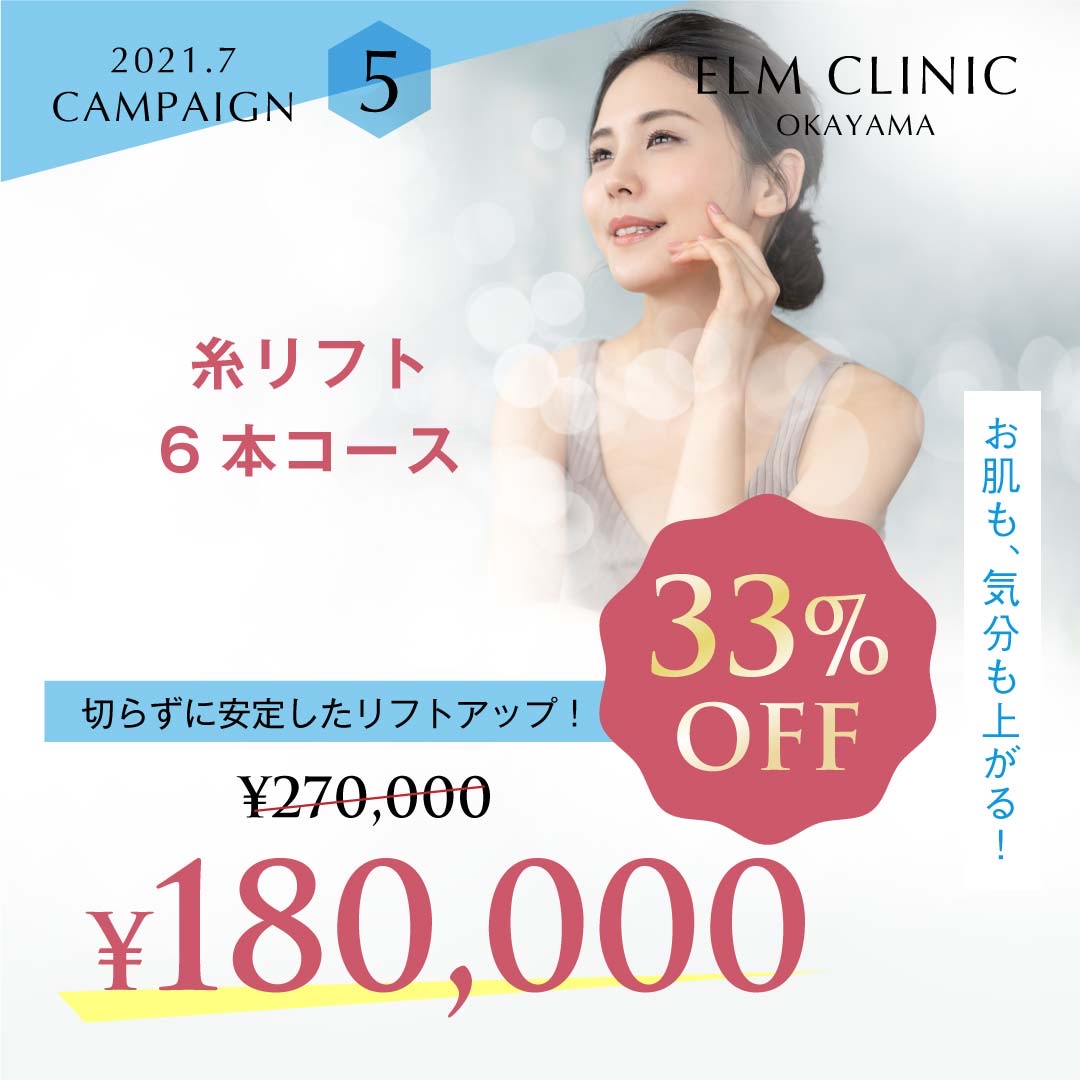 2021.7
CAMPAIGN
5
ELM CLINIC
OKAYAMA
糸リフト
6本コース
お肌も、気分も上がる！
33%
OFF
切らずに安定したリフトアップ！
¥270,000
¥180,000